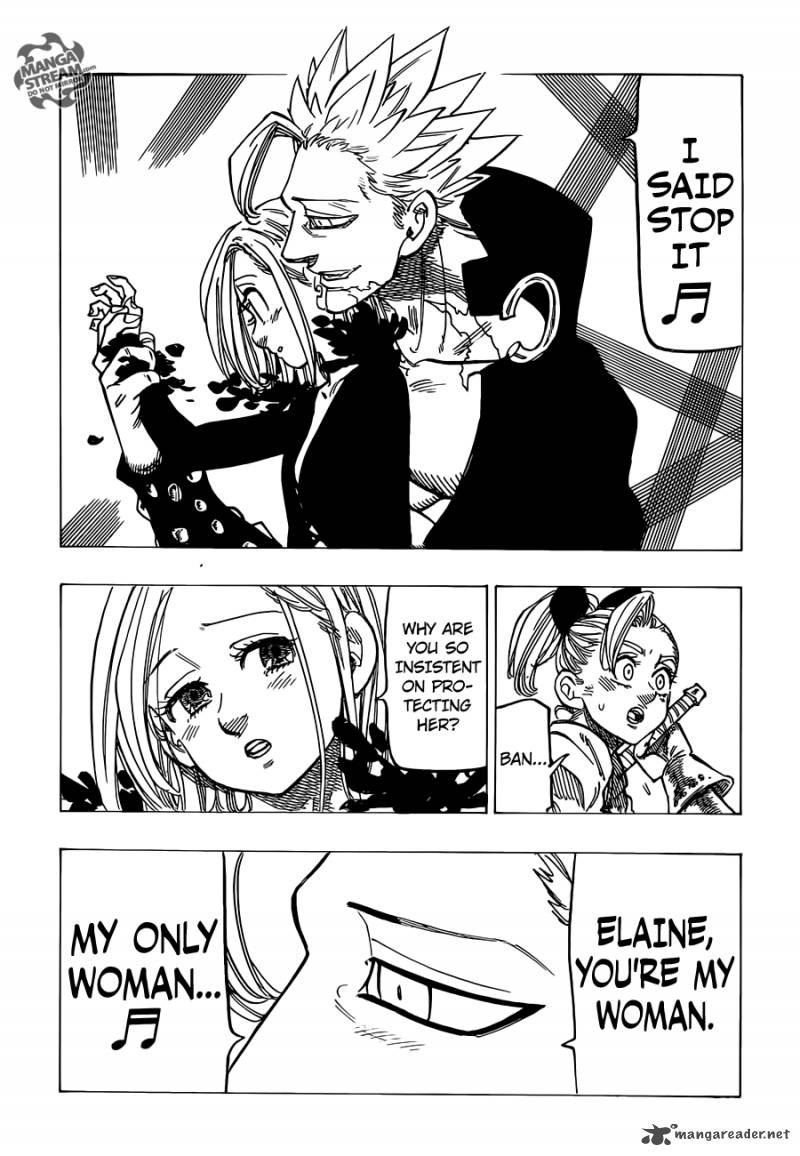 MANGA
STREAM
DO NOT MIRROR
I
SAID
STOP
IT
BAN...
WHY ARE
YOU SO
INSISTENT
ON PRO-
TECTING
HER?
ELAINE,
YOU'RE MY
WOMAN.
MY ONLY
WOMAN...
mangareader.net